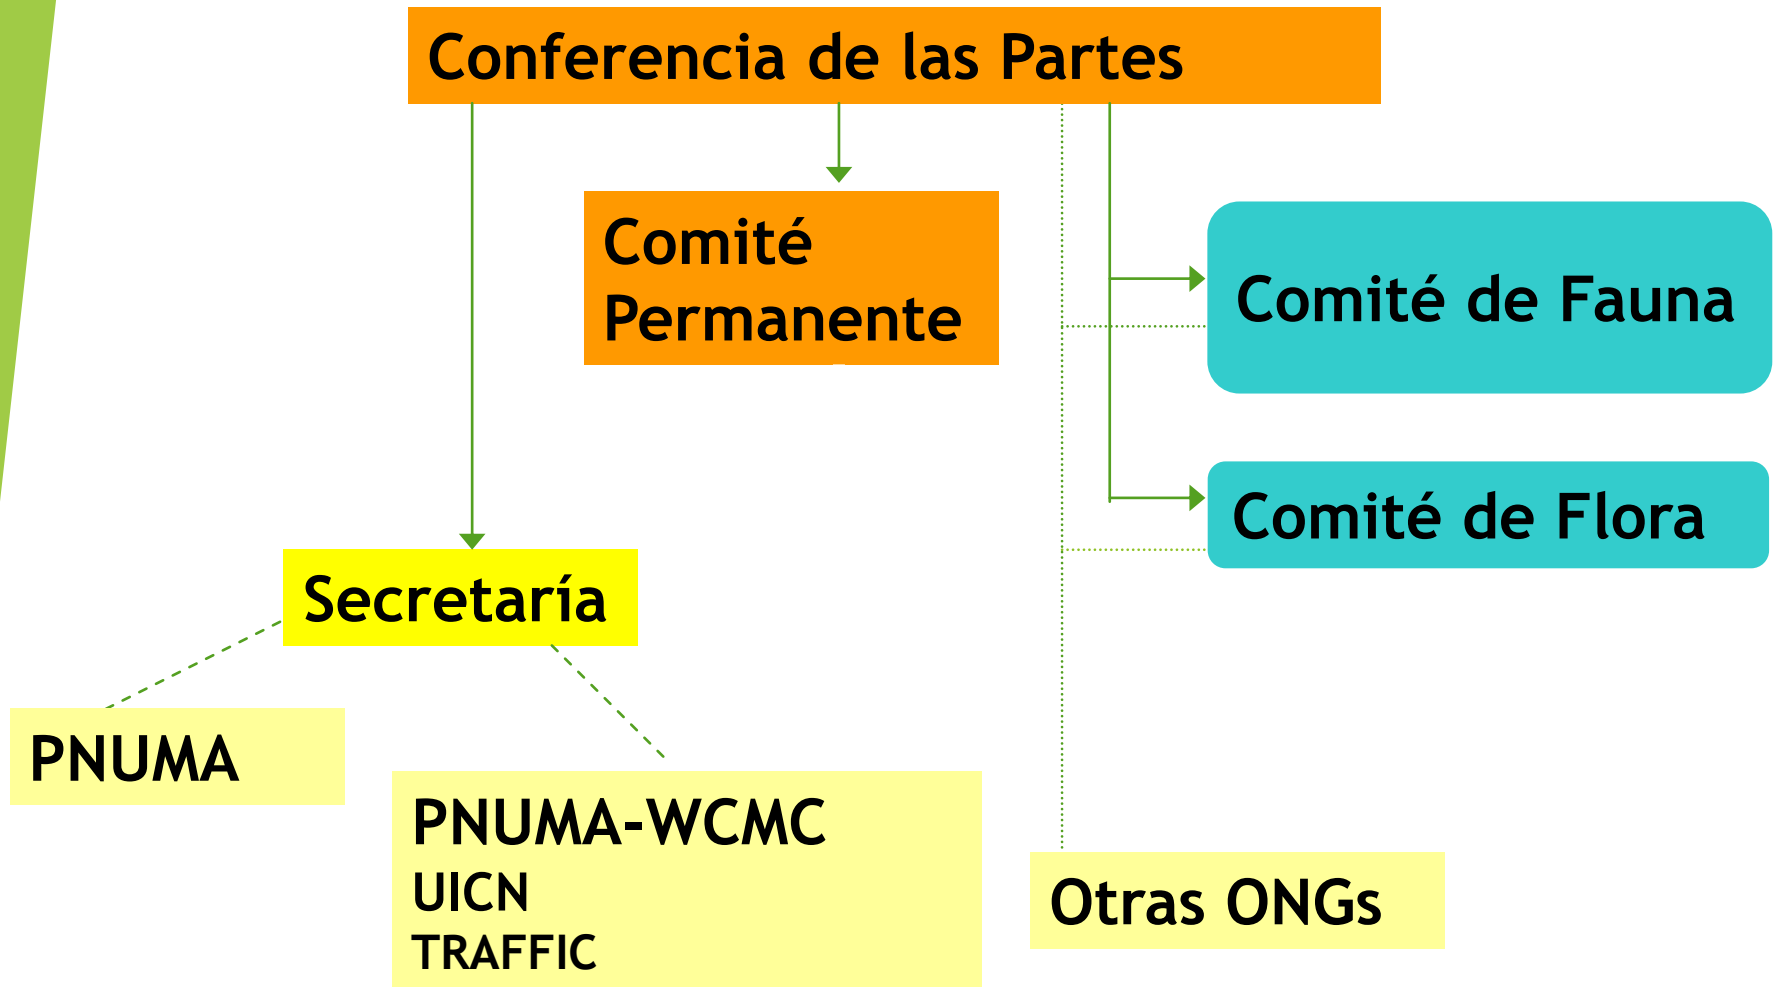 Conferencia de las Partes
Comité
Permanente
Comité de Fauna
Comité de Flora
Secretaría
PNUMA
PNUMA-WCMC
UICN
TRAFFIC
Otras ONGs